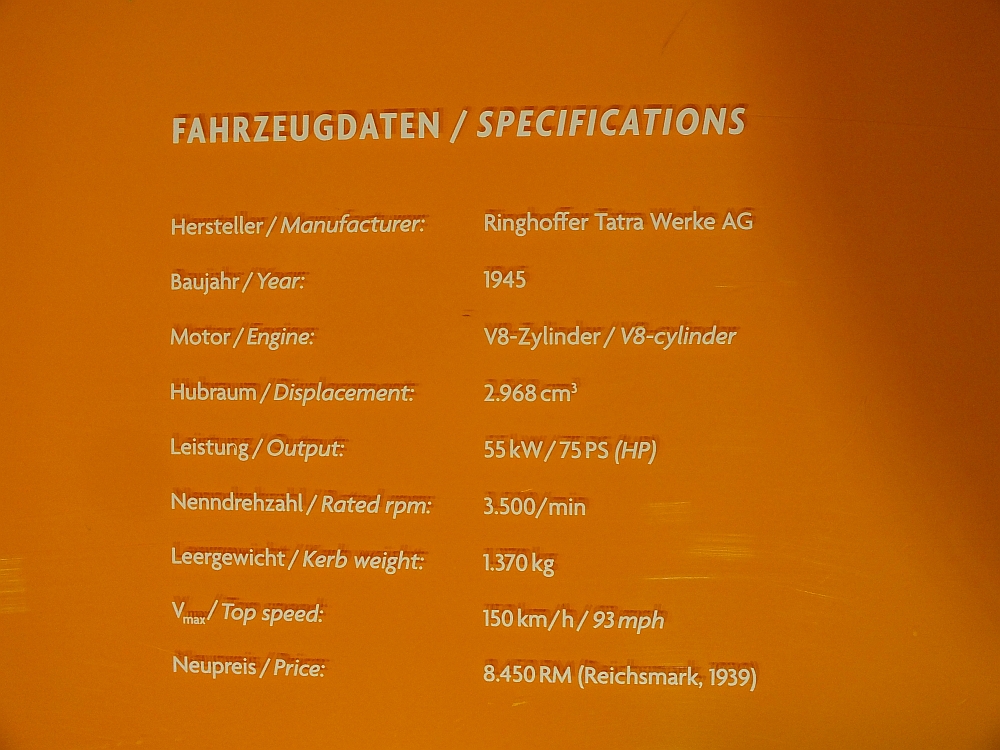 FAHRZEUGDATEN / SPECIFICATIONS
Hersteller / Manufacturer: Ringhoffer Tatra Werke AG
Baujahr / Year: 1945
Motor / Engine: V8-Zylinder / V8-cylinder
Hubraum / Displacement: 2.968 cm³
Leistung / Output: 55 kW / 75 PS (HP)
Nenndrehzahl / Rated rpm: 3.500/min
Leergewicht / Kerb weight: 1.370 kg
Vmax / Top speed: 150 km/h / 93 mph
Neupreis / Price: 8.450 RM (Reichsmark, 1939)